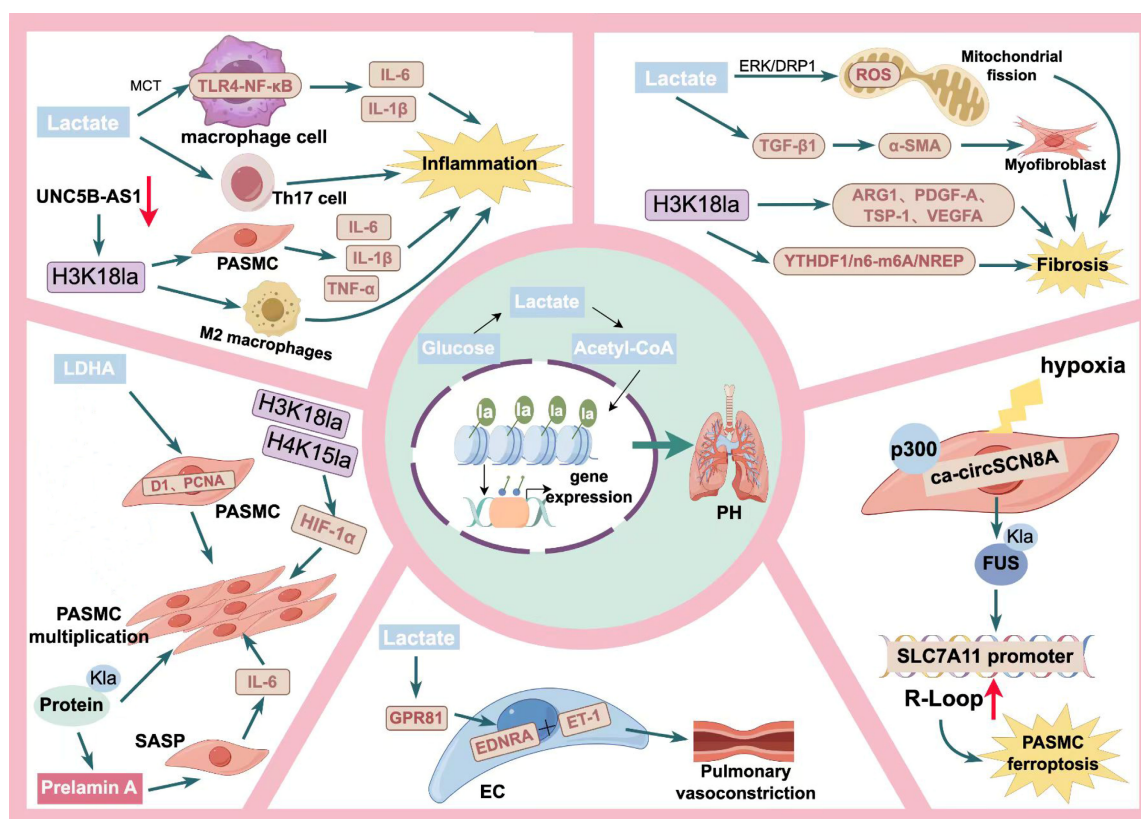 MCT
TLR4-NF-κB
IL-6
IL-1β
Lactate
macrophage cell
Inflammation
Th17 cell
UNC5B-AS1
IL-6
PASMC
IL-1β
H3K18la
TNF-α
M2 macrophages
Lactate
ERK/DRP1
ROS
Mitochondrial
fission
TGF-β1
α-SMA
Myofibroblast
H3K18la
ARG1、PDGF-A、
TSP-1、VEGFA
YTHDF1/n6-m6A/NREP
Fibrosis
Lactate
Glucose
Acetyl-CoA
la
la
la
la
gene
expression
PH
LDHA
H3K18la
H4K15la
D1、PCNA
PASMC
HIF-1α
PASMC
multiplication
Kla
Protein
IL-6
SASP
Prelamin A
Lactate
GPR81
EDNRA
+
ET-1
EC
Pulmonary
vasoconstriction
hypoxia
p300
ca-circSCN8A
Kla
FUS
SLC7A11 promoter
R-Loop
PASMC
ferroptosis